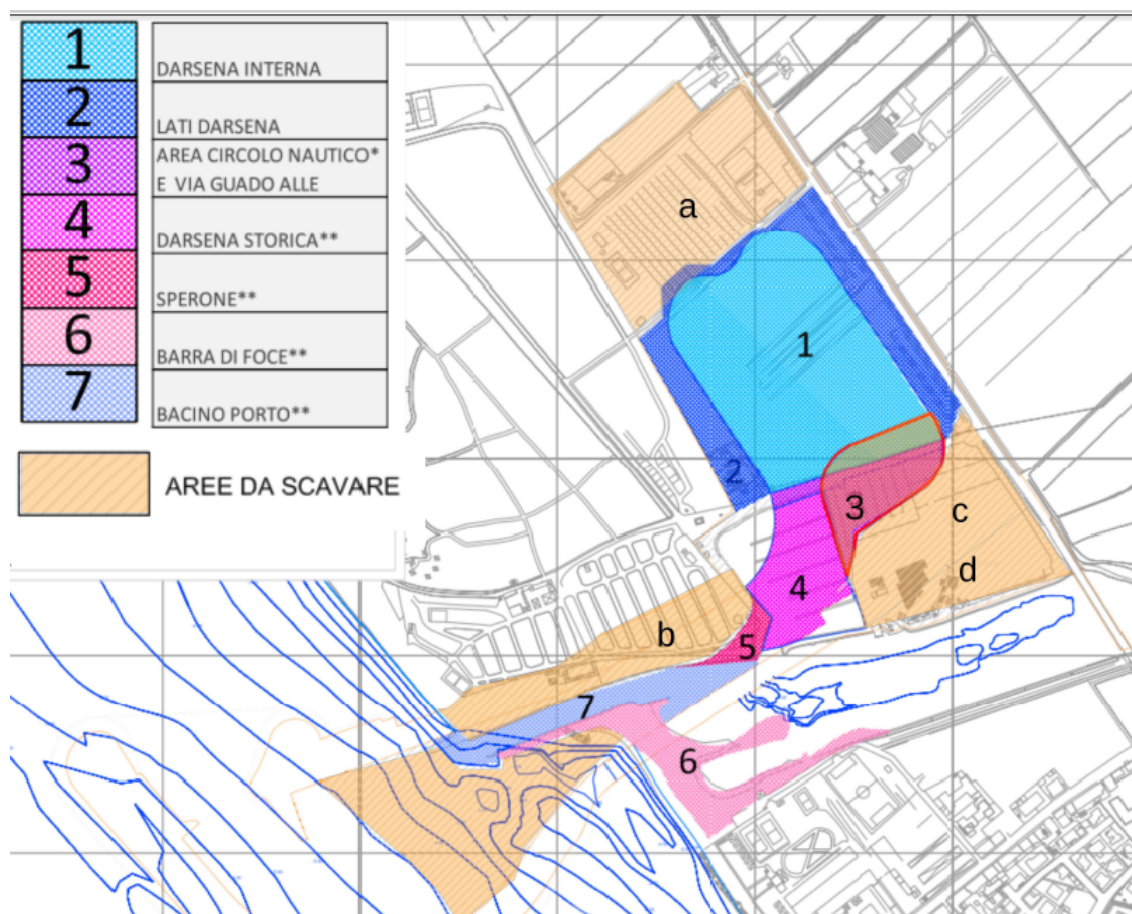 1
DARSENA INTERNA
2
LATI DARSENA
3
AREA CIRCOLO NAUTICO*
E VIA GUADO ALLE
4
DARSENA STORICA**
5
SPERONE**
6
BARRA DI FOCE**
7
BACINO PORTO**
AREE DA SCAVARE
a
1
2
3
c
d
4
b
5
7
6